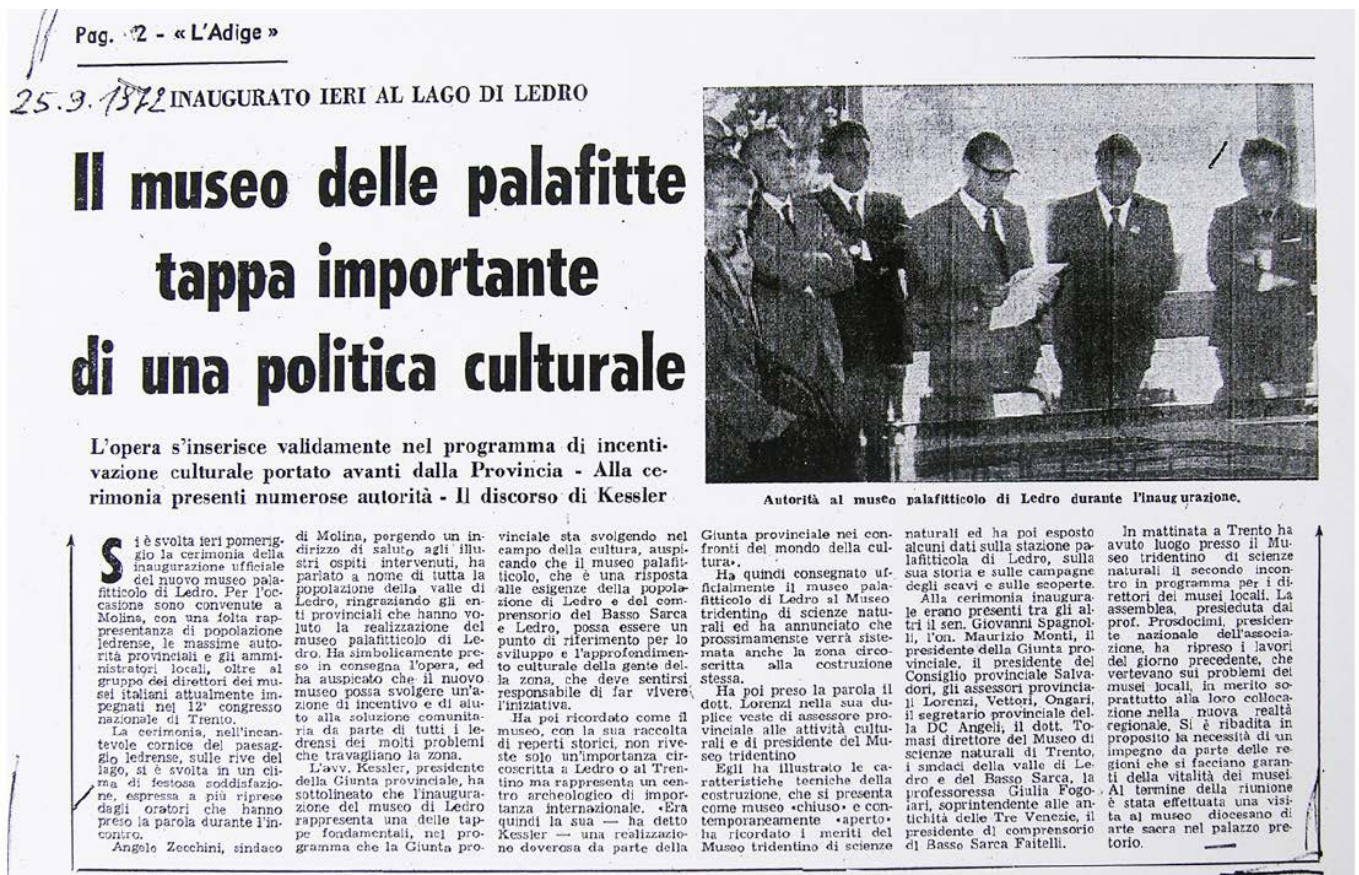 Pag. 2 - « L'Adige »
25.9.1972 INAUGURATO IERI AL LAGO DI LEDRO
Il museo delle palafitte
tappa importante
di una politica culturale
L'opera s'inserisce validamente nel programma di incenti-
vazione culturale portato avanti dalla Provincia - Alla ce-
rimonia presenti numerose autorità - Il discorso di Kessler
Autorità al museo palafitticolo di Ledro durante l'inaugurazione.
Si è svolta ieri pomerig-
gio la cerimonia della
inaugurazione ufficiale
del nuovo museo pala-
fitticolo di Ledro. Per l'oc-
casione sono convenute a
Molina, con una folta rap-
presentanza di popolazione
ledrense, le massime auto-
rità provinciali e gli ammi-
nistratori locali, oltre al
gruppo dei direttori dei mu-
sei italiani attualmente im-
pegnati nel 12° congresso
nazionale di Trento.
La cerimonia, nell'incan-
tevole cornice del paesag-
gio ledrense, sulle rive del
lago, si è svolta in un cli-
ma di festosa soddisfazio-
ne, espressa a più riprese
dagli oratori che hanno
preso la parola durante l'in-
contro.
Angelo Zecchini, sindaco
di Molina, porgendo un in-
dirizzo di saluto agli illu-
stri ospiti intervenuti, ha
parlato a nome di tutta la
popolazione della valle di
Ledro, ringraziando gli en-
ti provinciali che hanno vo-
luto la realizzazione del
museo palafitticolo di Le-
dro. Ha simbolicamente pre-
so in consegna l'opera, ed
ha auspicato che il nuovo
museo possa svolgere un'a-
zione di incentivo e di aiu-
to alla soluzione comunita-
ria da parte di tutti i le-
drensi dei molti problemi
che travagliano la zona.
L'avv. Kessler, presidente
della Giunta provinciale, ha
sottolineato che l'inaugura-
zione del museo di Ledro
rappresenta una delle tap-
pe fondamentali, nel pro-
gramma che la Giunta pro-
vinciale sta svolgendo nel
campo della cultura, auspi-
cando che il museo palafit-
ticolo, che è una risposta
alle esigenze della popola-
zione di Ledro e del com-
prensorio del Basso Sarca
e Ledro, possa essere un
punto di riferimento per lo
sviluppo e l'approfondimen-
to culturale della gente del-
la zona, che deve sentirsi
responsabile di far vivere
l'iniziativa.
Ha poi ricordato come il
museo, con la sua raccolta
di reperti storici, non rive-
ste solo un'importanza cir-
coscritta a Ledro o al Tren-
tino ma rappresenta un cen-
tro archeologico di impor-
tanza internazionale. «Era
quindi la sua — ha detto
Kessler — una realizzazio-
ne doverosa da parte della
Giunta provinciale nei con-
fronti del mondo della cul-
tura».
Ha quindi consegnato uf-
ficialmente il museo pala-
fitticolo di Ledro al Museo
tridentino di scienze natu-
rali ed ha annunciato che
prossimamenste verrà siste-
mata anche la zona circo-
scritta alla costruzione
stessa.
Ha poi preso la parola il
dott. Lorenzi nella sua du-
plice veste di assessore pro-
vinciale alle attività cultu-
rali e di presidente del Mu-
seo tridentino
Egli ha illustrato le ca-
ratteristiche tecniche della
costruzione, che si presenta
come museo «chiuso» e con-
temporaneamente «aperto»
ha ricordato i meriti del
Museo tridentino di scienze
naturali ed ha poi esposto
alcuni dati sulla stazione pa-
lafitticola di Ledro, sulla
sua storia e sulle campagne
degli scavi e sulle scoperte.
Alla cerimonia inaugura-
le erano presenti tra gli al-
tri il sen. Giovanni Spagnol-
li, l'on. Maurizio Monti, il
presidente della Giunta pro-
vinciale, il presidente del
Consiglio provinciale Salva-
dori, gli assessori provincia-
li Lorenzi, Vettori, Ongari,
il segretario provinciale del-
la DC Angeli, il dott. To-
masi direttore del Museo di
scienze naturali di Trento,
i sindaci della valle di Le-
dro e del Basso Sarca, la
professoressa Giulia Fogo-
lari, soprintendente alle an-
tichità delle Tre Venezie, il
presidente di comprensorio
di Basso Sarca Faitelli.
In mattinata a Trento ha
avuto luogo presso il Mu-
seo tridentino di scienze
naturali il secondo incon-
tro in programma per i di-
rettori dei musei locali. La
assemblea, presieduta dal
prof. Prosdocimi, presiden-
te nazionale dell'associa-
zione, ha ripreso i lavori
del giorno precedente, che
vertevano sui problemi dei
musei locali, in merito so-
prattutto alla loro colloca-
zione nella nuova realtà
regionale. Si è ribadita in
proposito la necessità di un
impegno da parte delle re-
gioni che si facciano garan-
ti della vitalità dei musei.
Al termine della riunione
è stata effettuata una visi-
ta al museo diocesano di
arte sacra nel palazzo pre-
torio.